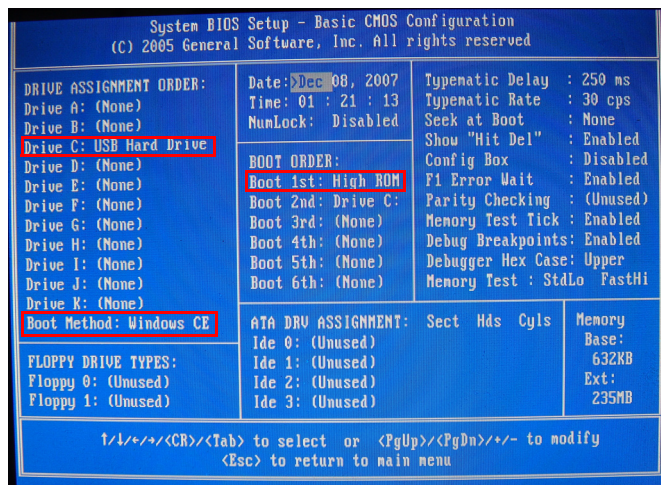 System BIOS Setup - Basic CMOS Configuration
(C) 2005 General Software, Inc. All rights reserved
DRIVE ASSIGNMENT ORDER:
Drive A: (None)
Drive B: (None)
Drive C: USB Hard Drive
Drive D: (None)
Drive E: (None)
Drive F: (None)
Drive G: (None)
Drive H: (None)
Drive I: (None)
Drive J: (None)
Drive K: (None)
Boot Method: Windows CE
FLOPPY DRIVE TYPES:
Floppy 0: (Unused)
Floppy 1: (Unused)
Date:>Dec 08, 2007
Time: 01 : 21 : 13
NumLock: Disabled
BOOT ORDER:
Boot 1st: High ROM
Boot 2nd: Drive C:
Boot 3rd: (None)
Boot 4th: (None)
Boot 5th: (None)
Boot 6th: (None)
Typematic Delay : 250 ms
Typematic Rate : 30 cps
Seek at Boot : None
Show "Hit Del" : Enabled
Config Box : Disabled
F1 Error Wait : Enabled
Parity Checking : (Unused)
Memory Test Tick : Enabled
Debug Breakpoints: Enabled
Debugger Hex Case: Upper
Memory Test : StdLo FastHi
ATA DRV ASSIGNMENT: Sect Hds Cyls
Ide 0: (Unused)
Ide 1: (Unused)
Ide 2: (Unused)
Ide 3: (Unused)
Memory
Base:
632KB
Ext:
235MB
↑/↓/←/→/<CR>/<Tab> to select or <PgUp>/<PgDn>/+/- to modify
<Esc> to return to main menu